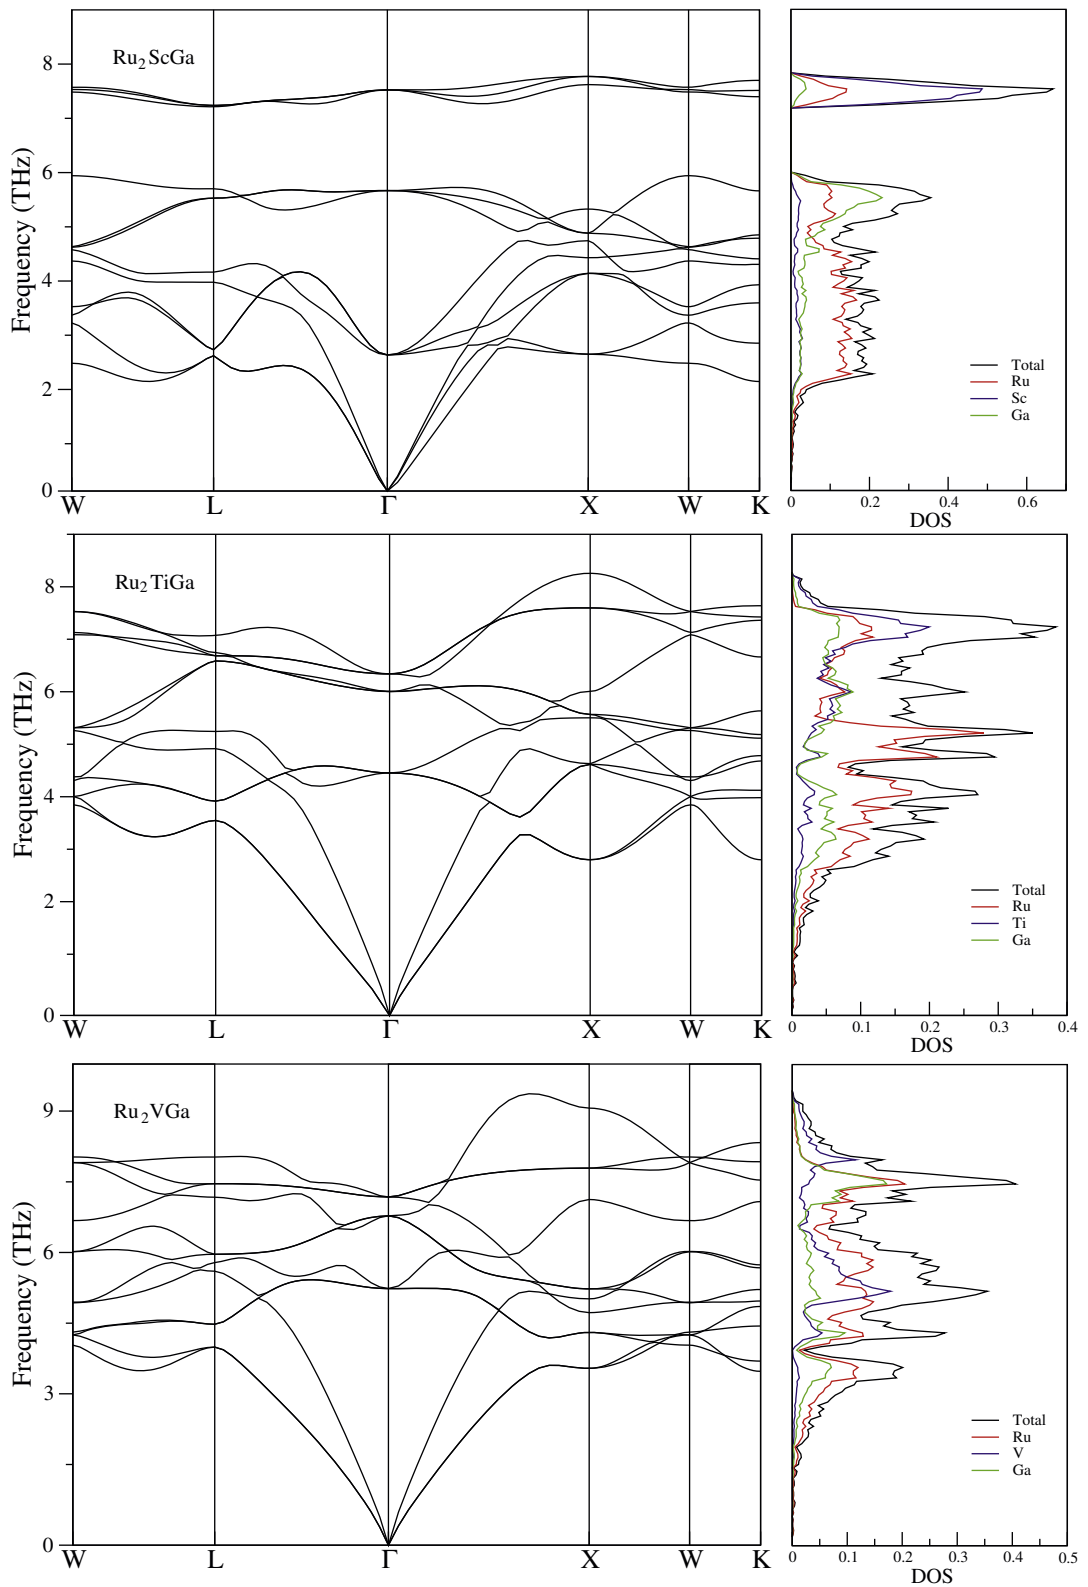 Ru2ScGa
Frequency (THz)
8
6
4
2
0
W L Γ X W K
Total
Ru
Sc
Ga
0 0.2 0.4 0.6
DOS
Ru2TiGa
Frequency (THz)
8
6
4
2
0
W L Γ X W K
Total
Ru
Ti
Ga
0 0.1 0.2 0.3 0.4
DOS
Ru2VGa
Frequency (THz)
9
6
3
0
W L Γ X W K
Total
Ru
V
Ga
0 0.1 0.2 0.3 0.4 0.5
DOS